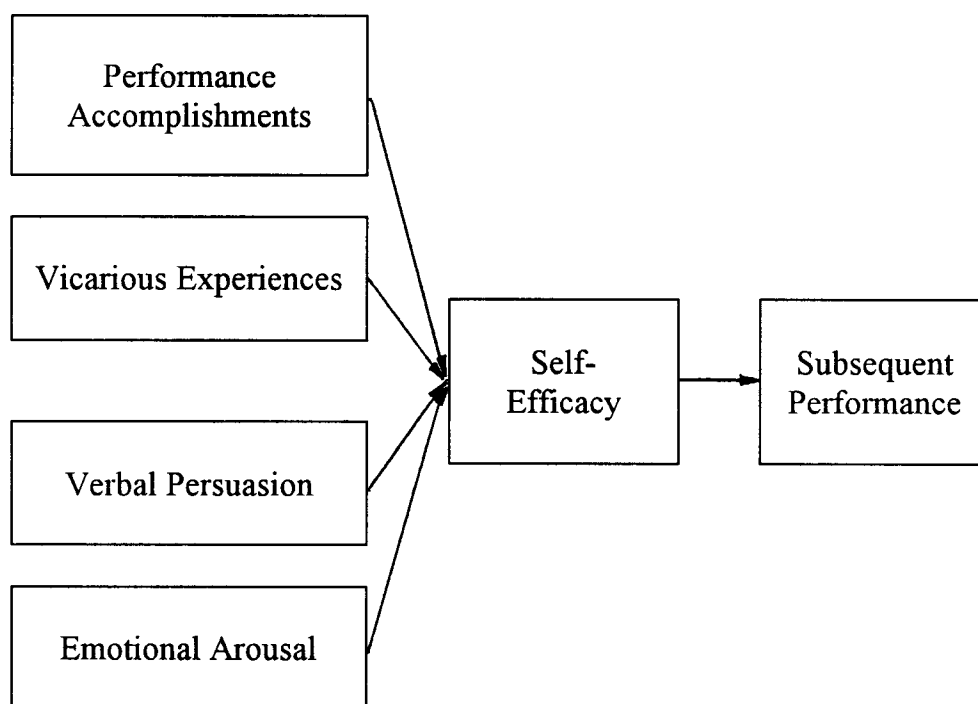 Performance
Accomplishments
Vicarious Experiences
Verbal Persuasion
Emotional Arousal
Self-
Efficacy
Subsequent
Performance